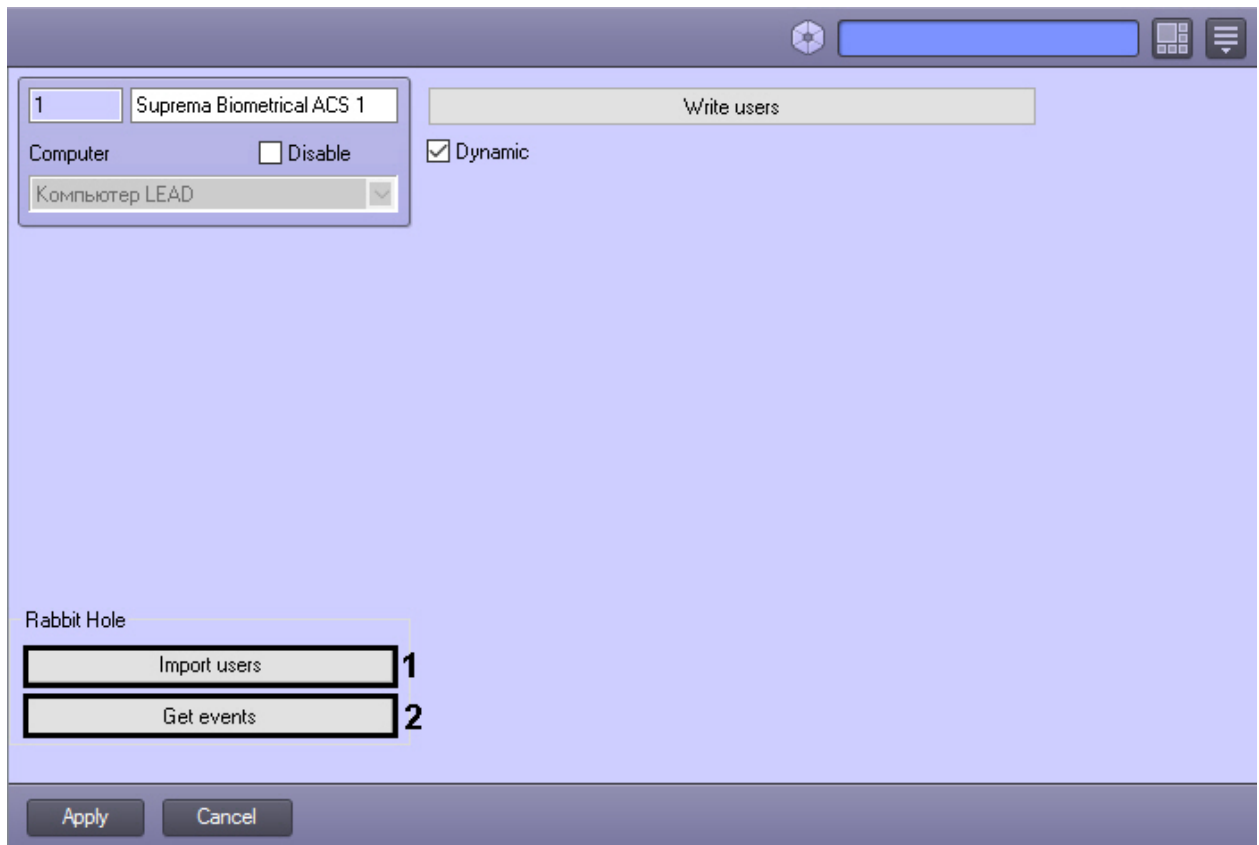 1 Suprema Biometrical ACS 1
Write users
Computer Disable
Dynamic
Компьютер LEAD
Rabbit Hole
Import users 1
Get events 2
Apply Cancel